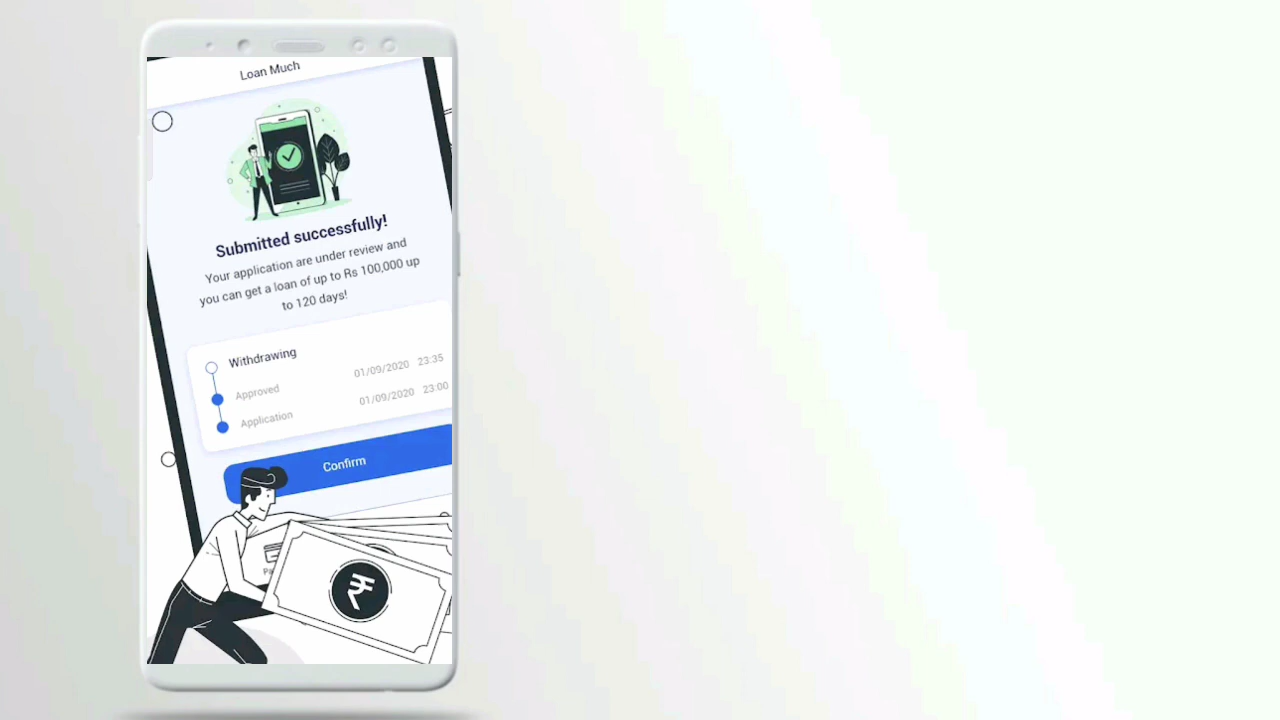 Loan Much
Submitted successfully!
Your application are under review and
you can get a loan of up to Rs 100,000 up
to 120 days!
Withdrawing
Approved 01/09/2020 23:35
Application 01/09/2020 23:00
Confirm
₹